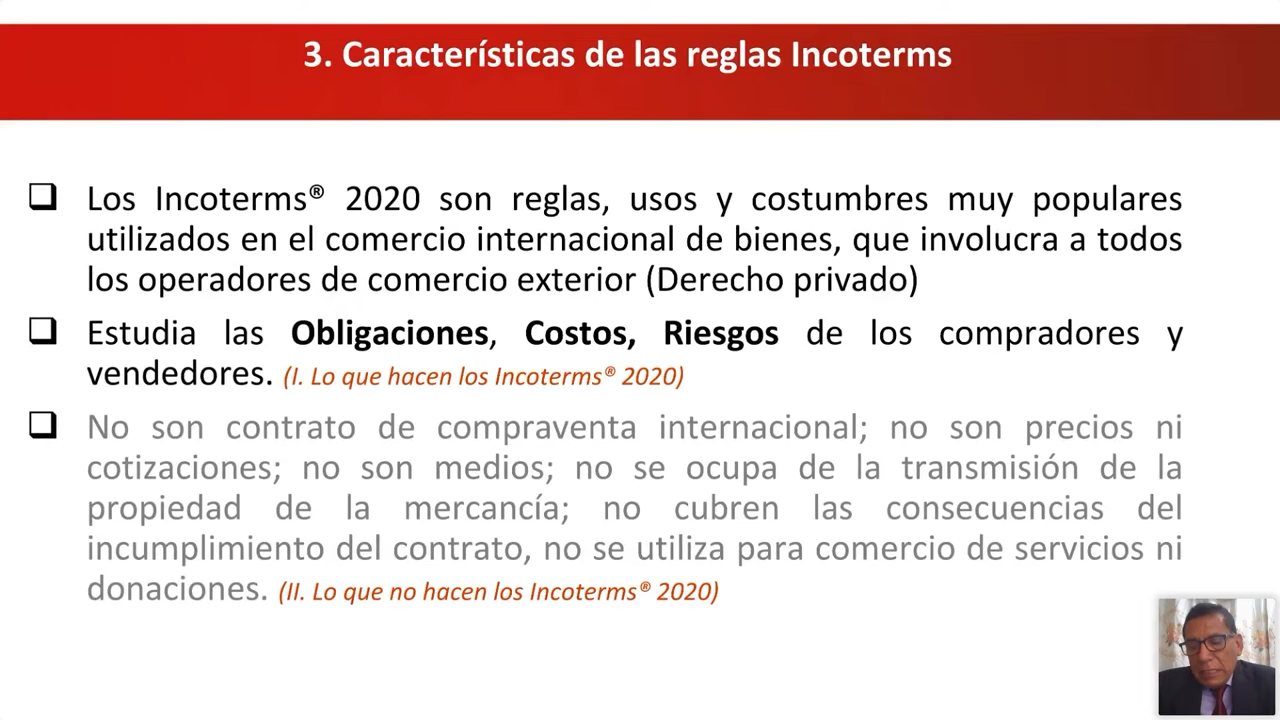 3. Características de las reglas Incoterms
Los Incoterms® 2020 son reglas, usos y costumbres muy populares
utilizados en el comercio internacional de bienes, que involucra a todos
los operadores de comercio exterior (Derecho privado)
Estudia las Obligaciones, Costos, Riesgos de los compradores y
vendedores. (I. Lo que hacen los Incoterms® 2020)
No son contrato de compraventa internacional; no son precios ni
cotizaciones; no son medios; no se ocupa de la transmisión de la
propiedad de la mercancía; no cubren las consecuencias del
incumplimiento del contrato, no se utiliza para comercio de servicios ni
donaciones. (II. Lo que no hacen los Incoterms® 2020)